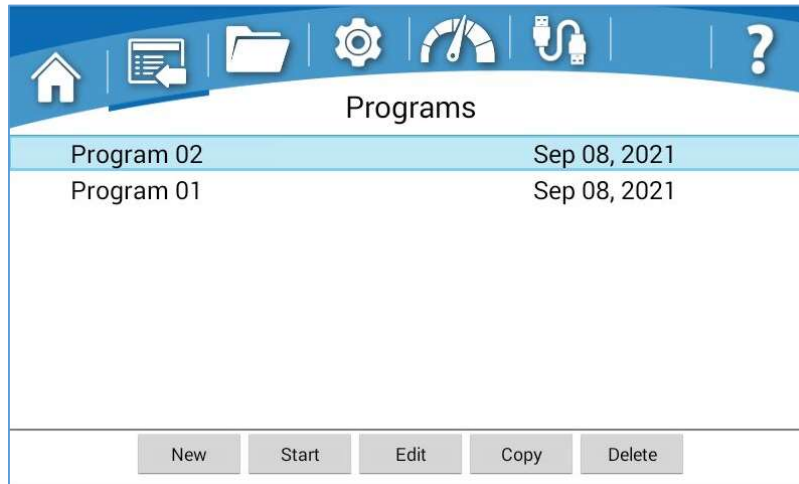 ?
Programs
Program 02 Sep 08, 2021
Program 01 Sep 08, 2021
New Start Edit Copy Delete